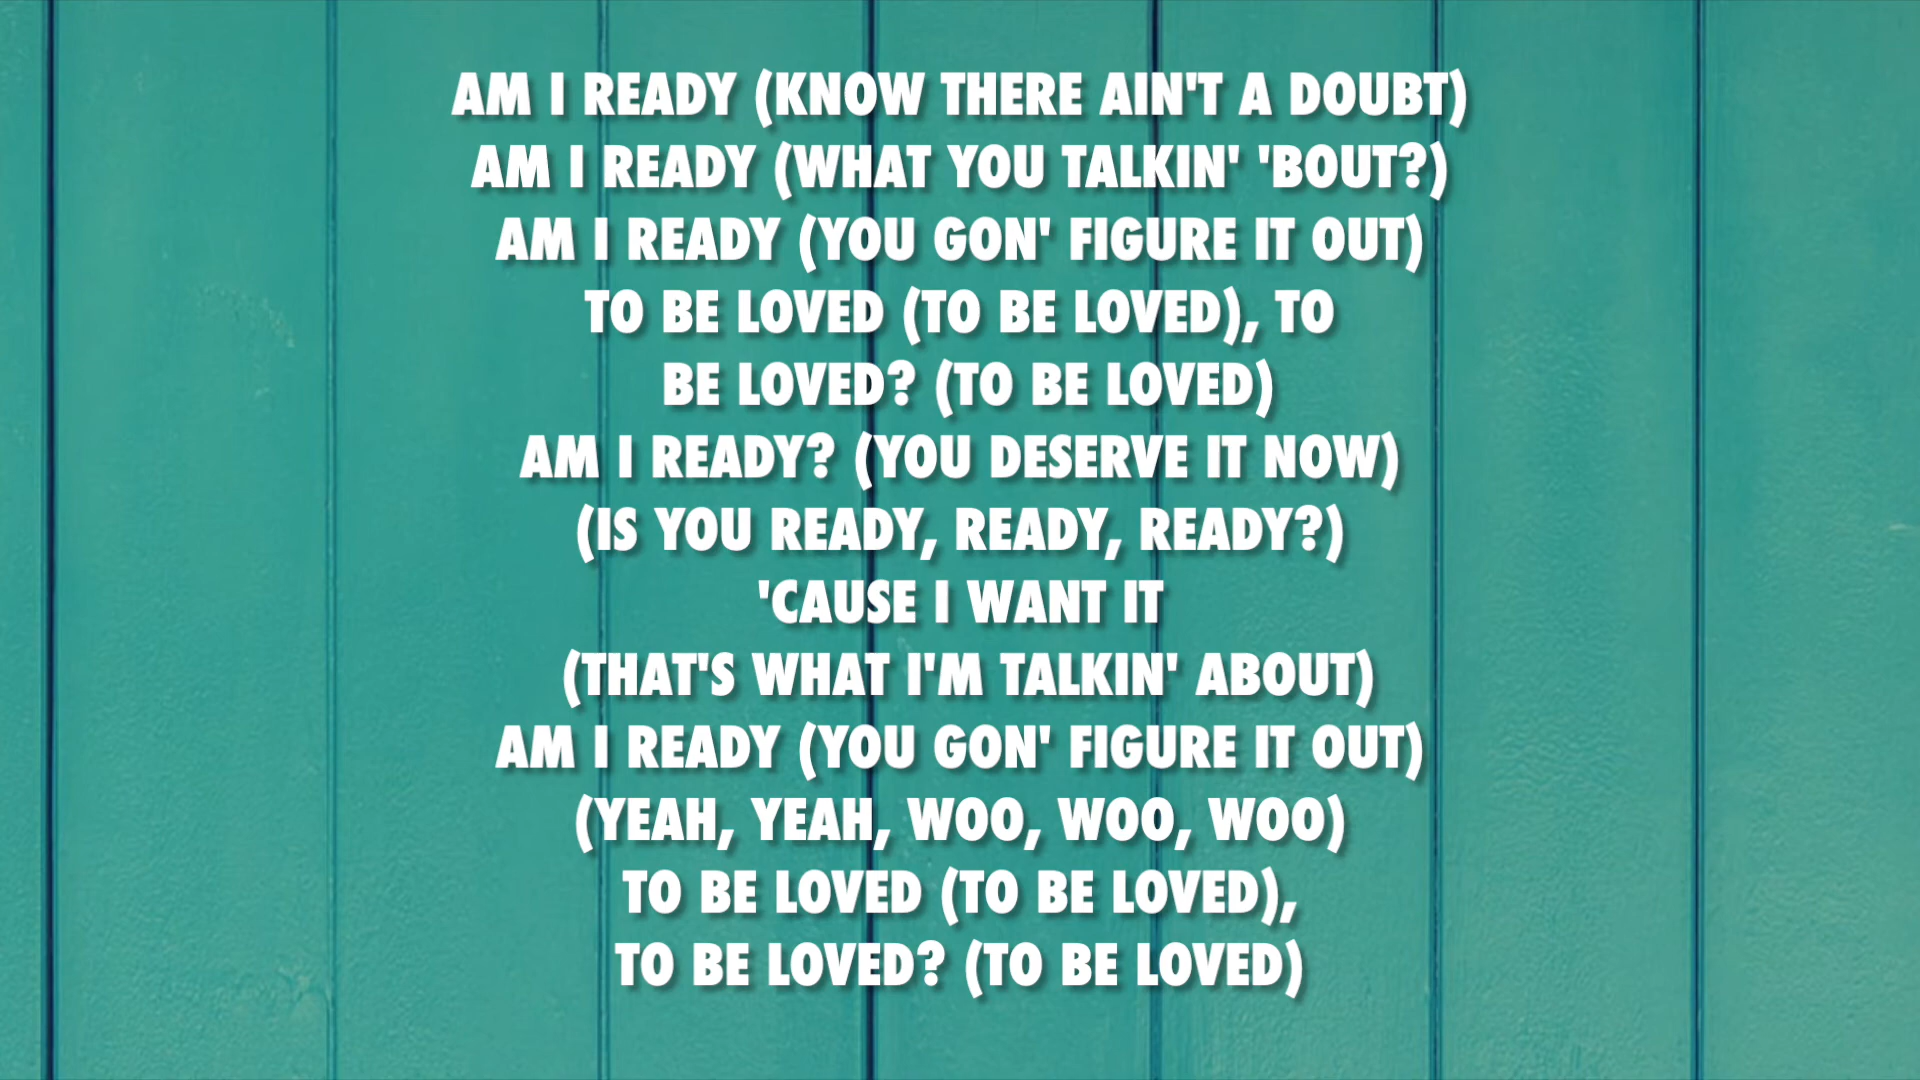 AM I READY (KNOW THERE AIN'T A DOUBT)
AM I READY (WHAT YOU TALKIN' 'BOUT?)
AM I READY (YOU GON' FIGURE IT OUT)
TO BE LOVED (TO BE LOVED), TO
BE LOVED? (TO BE LOVED)
AM I READY? (YOU DESERVE IT NOW)
(IS YOU READY, READY, READY?)
'CAUSE I WANT IT
(THAT'S WHAT I'M TALKIN' ABOUT)
AM I READY (YOU GON' FIGURE IT OUT)
(YEAH, YEAH, WOO, WOO, WOO)
TO BE LOVED (TO BE LOVED),
TO BE LOVED? (TO BE LOVED)